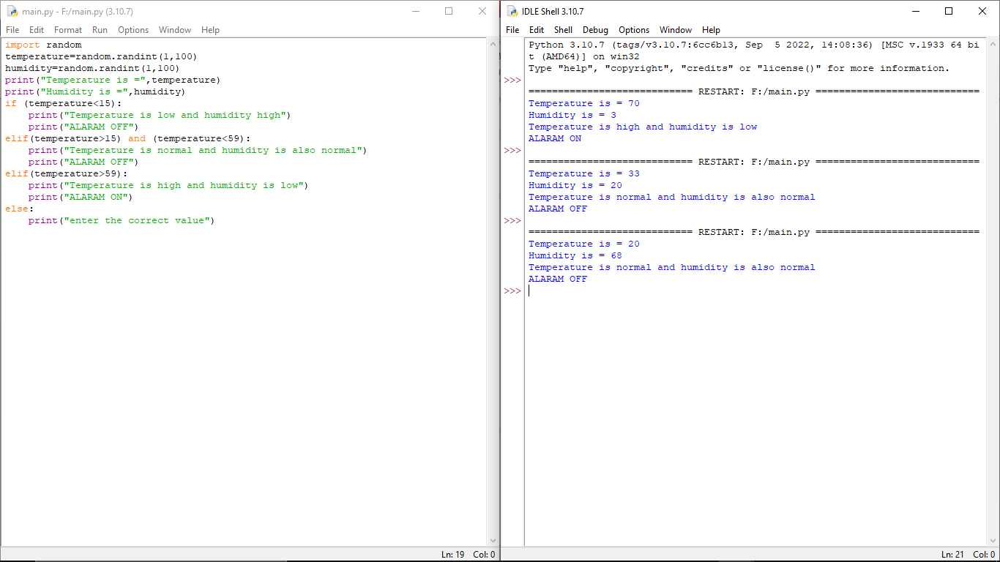 main.py - F:/main.py (3.10.7)
File Edit Format Run Options Window Help
import random
temperature=random.randint(1,100)
humidity=random.randint(1,100)
print("Temperature is =",temperature)
print("Humidity is =",humidity)
if (temperature<15):
    print("Temperature is low and humidity high")
    print("ALARAM OFF")
elif(temperature>15) and (temperature<59):
    print("Temperature is normal and humidity is also normal")
    print("ALARAM OFF")
elif(temperature>59):
    print("Temperature is high and humidity is low")
    print("ALARAM ON")
else:
    print("enter the correct value")
Ln: 19 Col: 0
IDLE Shell 3.10.7
File Edit Shell Debug Options Window Help
Python 3.10.7 (tags/v3.10.7:6cc6b13, Sep  5 2022, 14:08:36) [MSC v.1933 64 bi
t (AMD64)] on win32
Type "help", "copyright", "credits" or "license()" for more information.
>>>
============================ RESTART: F:/main.py ============================
Temperature is = 70
Humidity is = 3
Temperature is high and humidity is low
ALARAM ON
>>>
============================ RESTART: F:/main.py ============================
Temperature is = 33
Humidity is = 20
Temperature is normal and humidity is also normal
ALARAM OFF
>>>
============================ RESTART: F:/main.py ============================
Temperature is = 20
Humidity is = 68
Temperature is normal and humidity is also normal
ALARAM OFF
>>>
Ln: 21 Col: 0